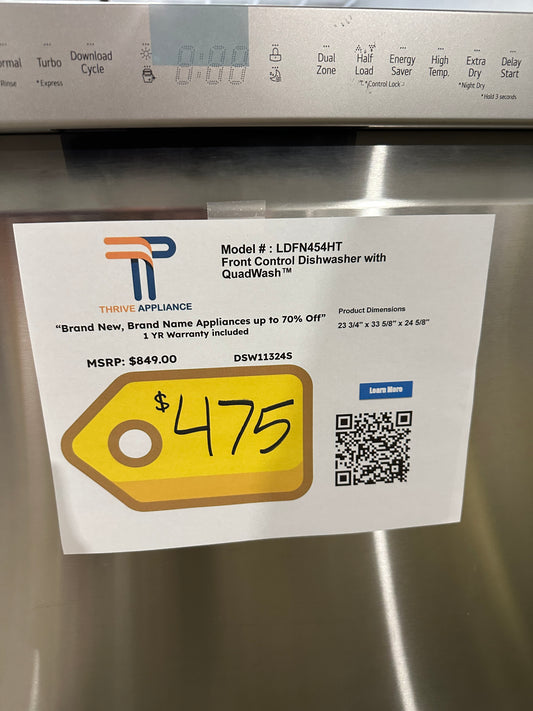 Turbo
Download
Cycle
Dual
Zone
Half
Load
Energy
Saver
High
Temp.
Extra
Dry
Delay
Start
Rinse
*Express
*Control Lock
*Night Dry
*Hold 3 seconds
THRIVE APPLIANCE
Model # : LDFN454HT
Front Control Dishwasher with
QuadWash™
“Brand New, Brand Name Appliances up to 70% Off”
1 YR Warranty included
Product Dimensions
23 3/4" x 33 5/8" x 24 5/8"
MSRP: $849.00
DSW11324S
$475
Learn More